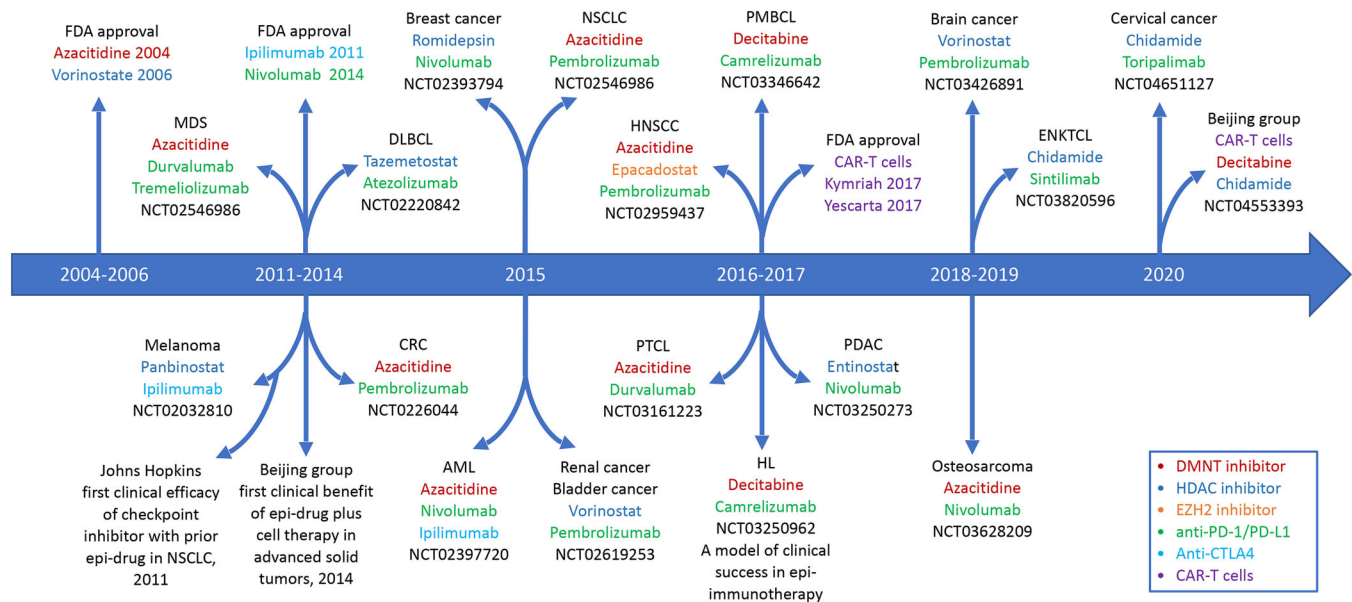 FDA approval
Azacitidine 2004
Vorinostate 2006
FDA approval
Ipilimumab 2011
Nivolumab 2014
Breast cancer
Romidepsin
Nivolumab
NCT02393794
NSCLC
Azacitidine
Pembrolizumab
NCT02546986
PMBCL
Decitabine
Camrelizumab
NCT03346642
Brain cancer
Vorinostat
Pembrolizumab
NCT03426891
Cervical cancer
Chidamide
Toripalimab
NCT04651127
MDS
Azacitidine
Durvalumab
Tremeliolizumab
NCT02546986
DLBCL
Tazemetostat
Atezolizumab
NCT02220842
HNSCC
Azacitidine
Epacadostat
Pembrolizumab
NCT02959437
FDA approval
CAR-T cells
Kymriah 2017
Yescarta 2017
ENKTCL
Chidamide
Sintilimab
NCT03820596
Beijing group
CAR-T cells
Decitabine
Chidamide
NCT04553393
2004-2006
2011-2014
2015
2016-2017
2018-2019
2020
Melanoma
Panbinostat
Ipilimumab
NCT02032810
CRC
Azacitidine
Pembrolizumab
NCT0226044
PTCL
Azacitidine
Durvalumab
NCT03161223
PDAC
Entinostat
Nivolumab
NCT03250273
Johns Hopkins
first clinical efficacy
of checkpoint
inhibitor with prior
epi-drug in NSCLC,
2011
Beijing group
first clinical benefit
of epi-drug plus
cell therapy in
advanced solid
tumors, 2014
AML
Azacitidine
Nivolumab
Ipilimumab
NCT02397720
Renal cancer
Bladder cancer
Vorinostat
Pembrolizumab
NCT02619253
HL
Decitabine
Camrelizumab
NCT03250962
A model of clinical
success in epi-
immunotherapy
Osteosarcoma
Azacitidine
Nivolumab
NCT03628209
• DMNT inhibitor
• HDAC inhibitor
• EZH2 inhibitor
• anti-PD-1/PD-L1
• Anti-CTLA4
• CAR-T cells